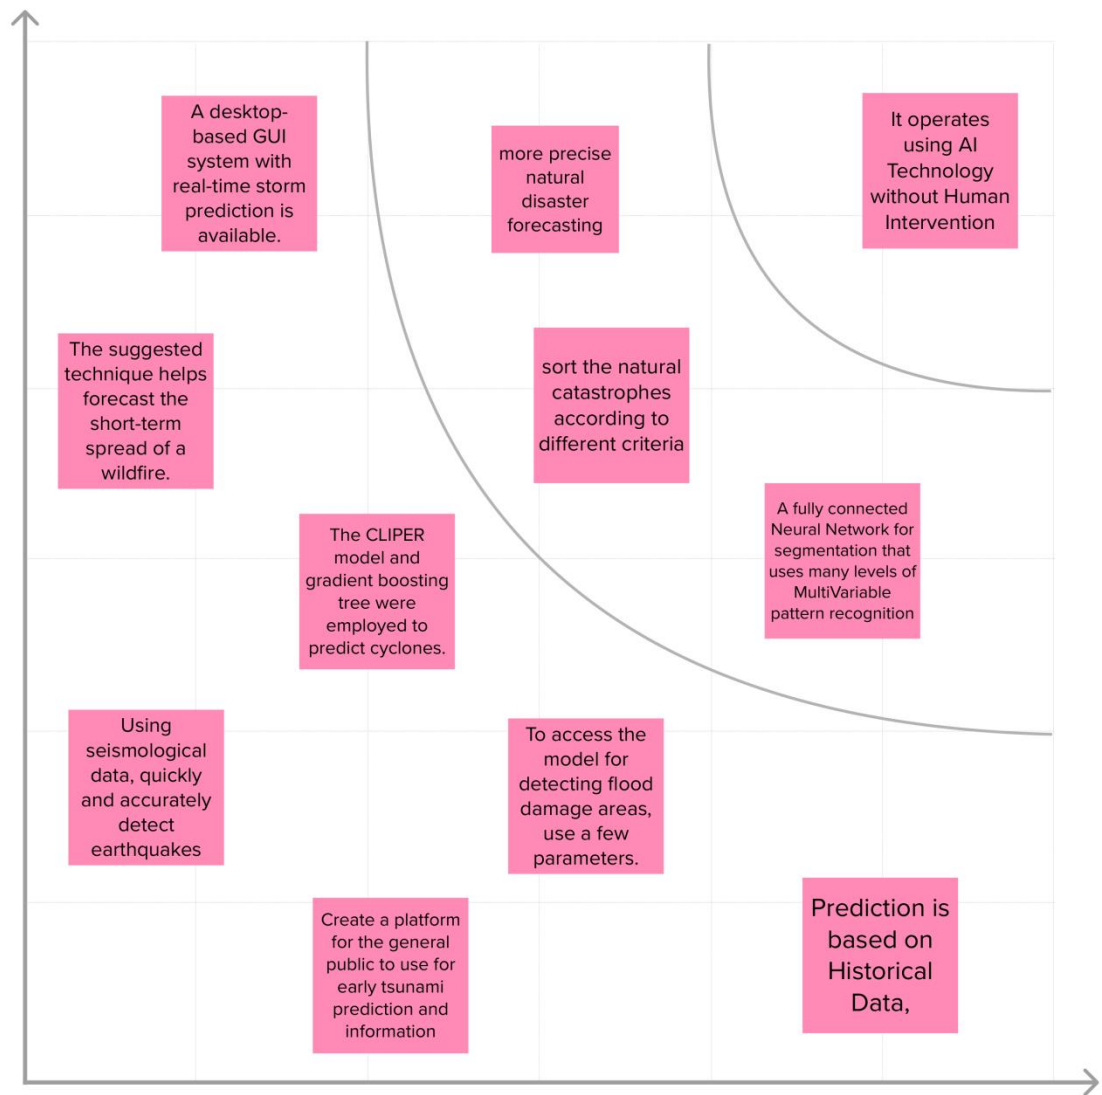 A desktop-
based GUI
system with
real-time storm
prediction is
available.
more precise
natural
disaster
forecasting
It operates
using AI
Technology
without Human
Intervention
The suggested
technique helps
forecast the
short-term
spread of a
wildfire.
sort the natural
catastrophes
according to
different criteria
The CLIPER
model and
gradient boosting
tree were
employed to
predict cyclones.
A fully connected
Neural Network for
segmentation that
uses many levels of
MultiVariable
pattern recognition
Using
seismological
data, quickly
and accurately
detect
earthquakes
To access the
model for
detecting flood
damage areas,
use a few
parameters.
Create a platform
for the general
public to use for
early tsunami
prediction and
information
Prediction is
based on
Historical
Data,